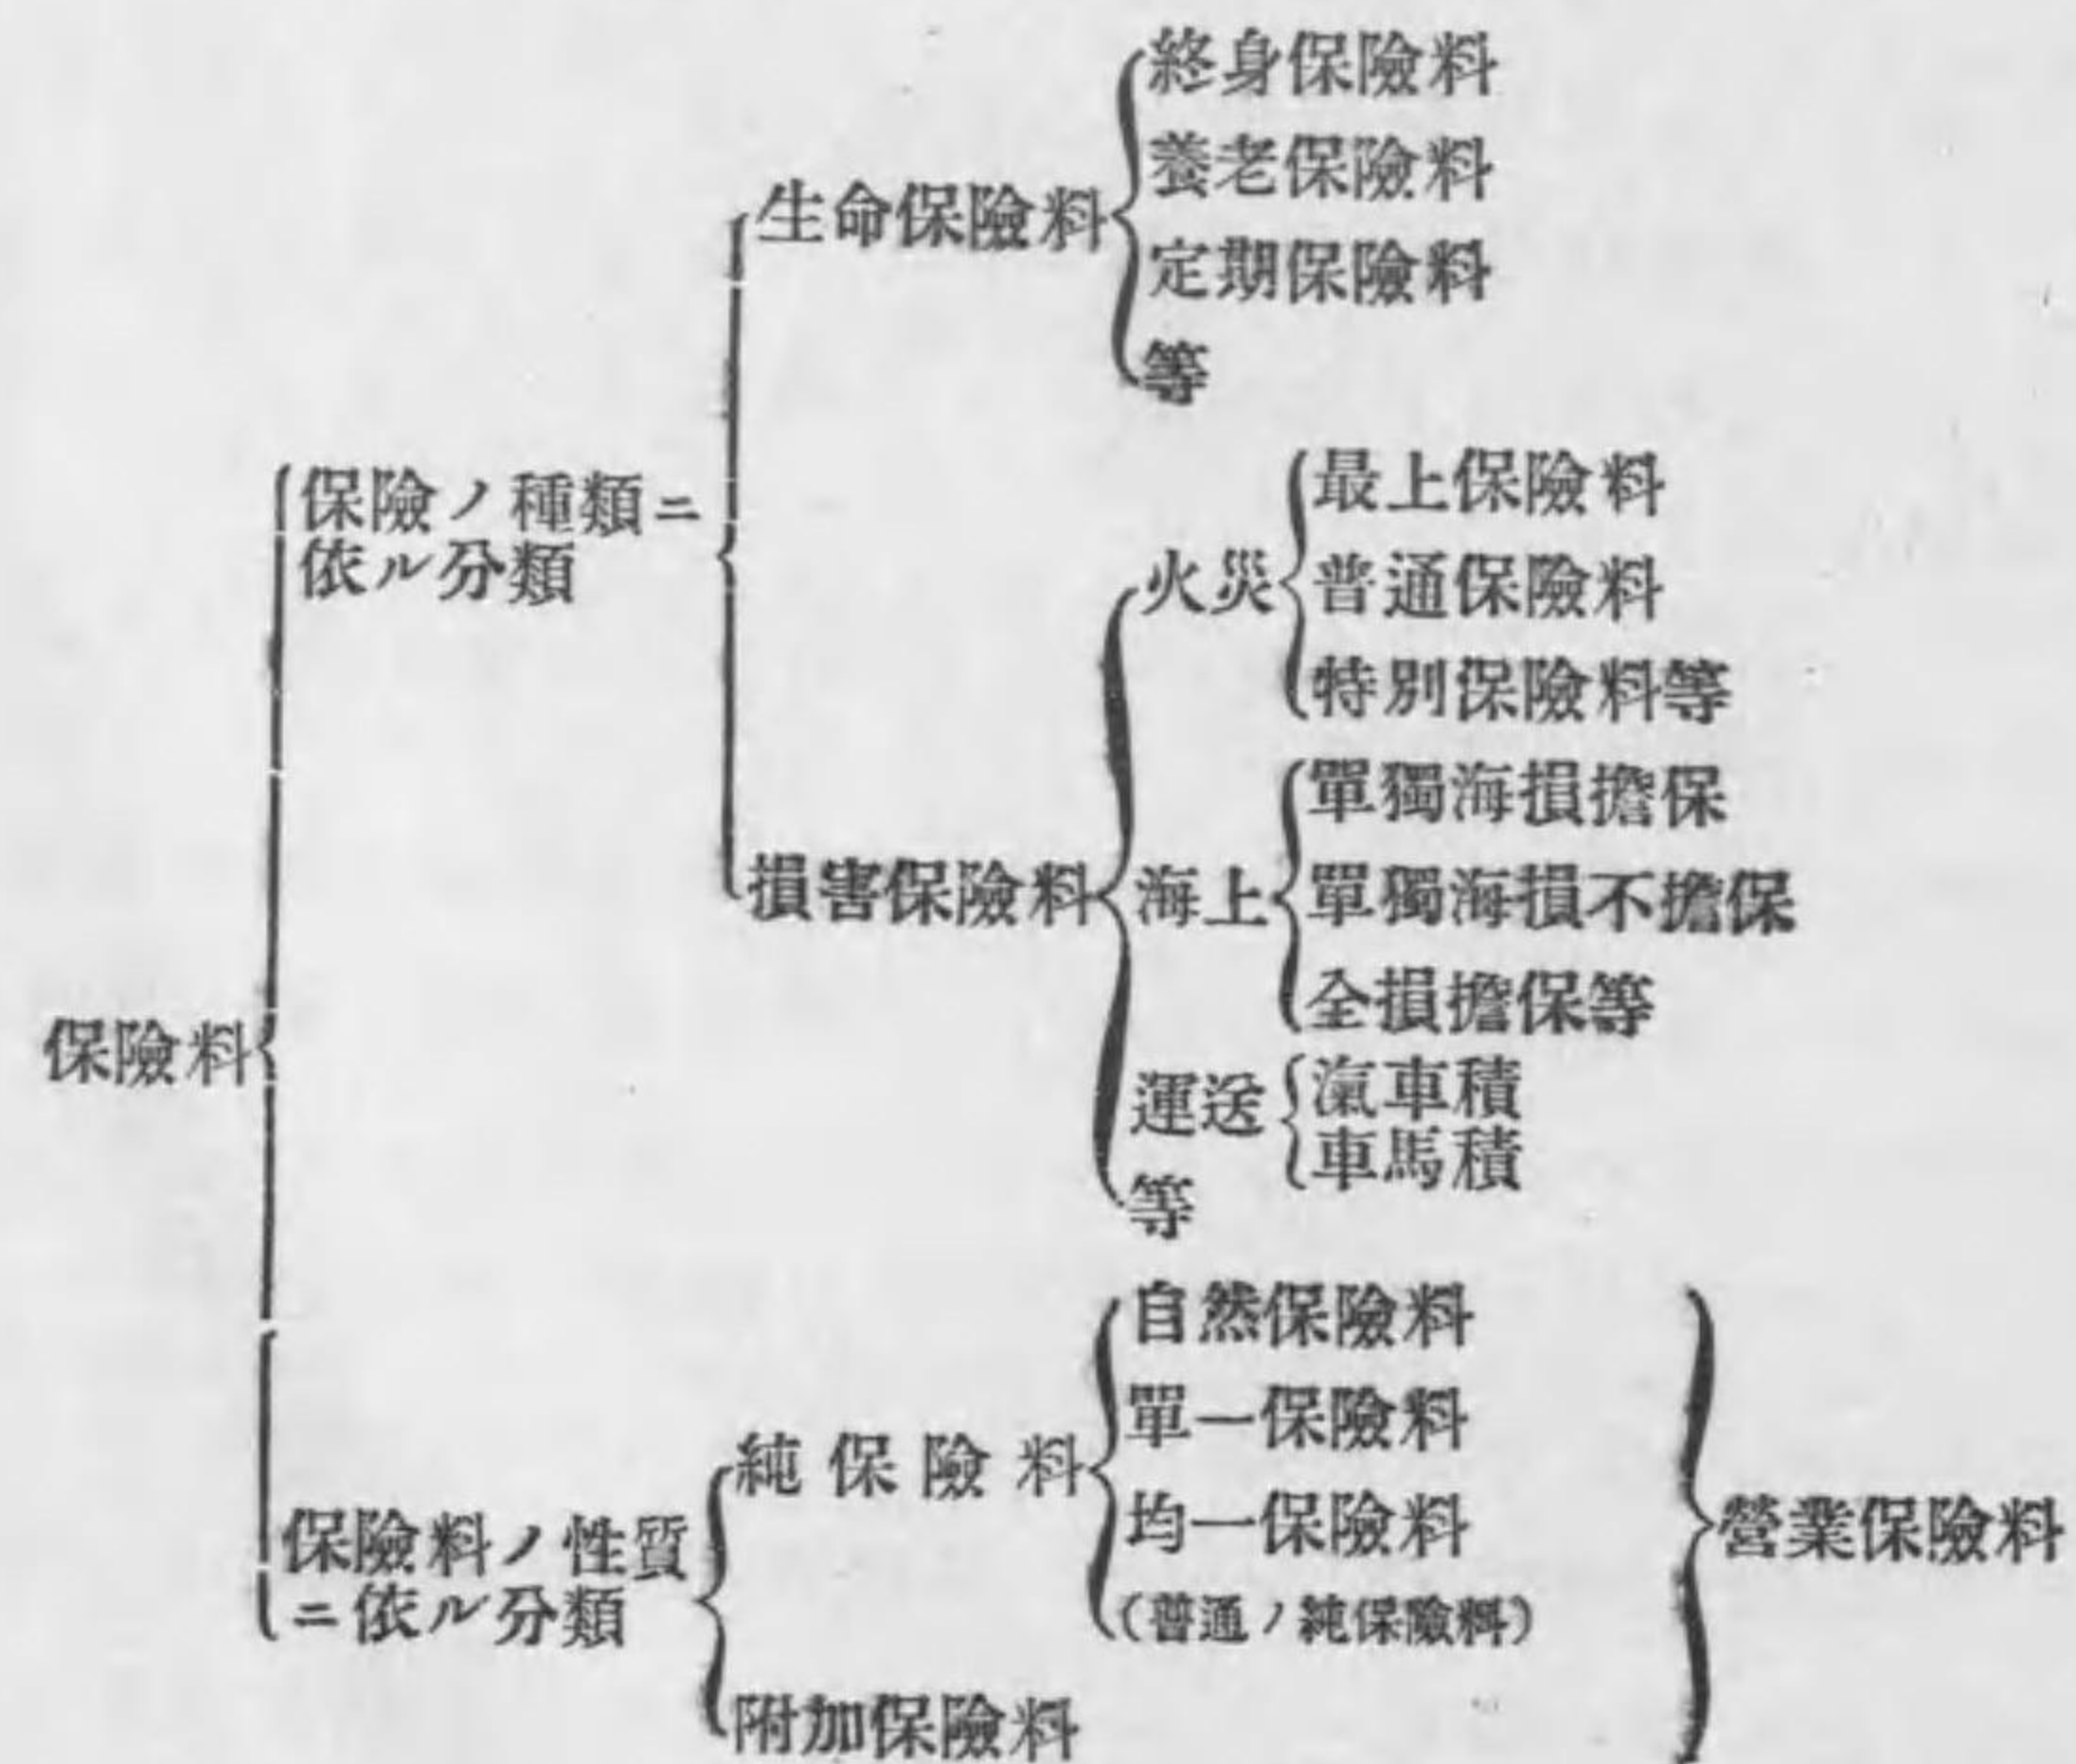 保險料
保險ノ種類ニ
依ル分類
生命保險料
終身保險料
養老保險料
定期保險料
等
損害保險料
火災
最上保險料
普通保險料
特別保險料等
海上
單獨海損擔保
單獨海損不擔保
全損擔保等
運送
滊車積
車馬積
等
保險料ノ性質
ニ依ル分類
純保險料
自然保險料
單一保險料
均一保險料
(普通ノ純保險料)
附加保險料
營業保險料